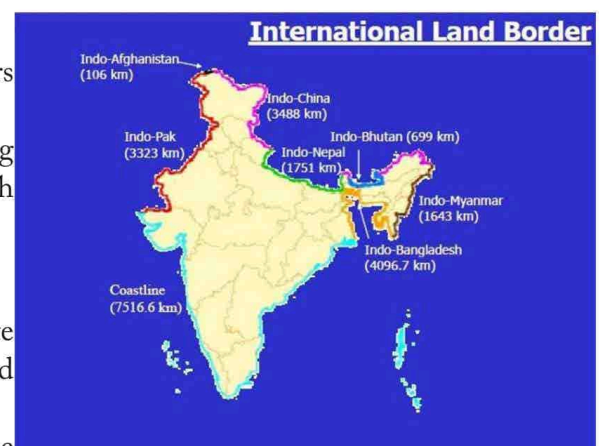 International Land Border
Indo-Afghanistan
(106 km)
Indo-China
(3488 km)
Indo-Pak
(3323 km)
Indo-Bhutan (699 km)
Indo-Nepal
(1751 km)
Indo-Myanmar
(1643 km)
Indo-Bangladesh
(4096.7 km)
Coastline
(7516.6 km)